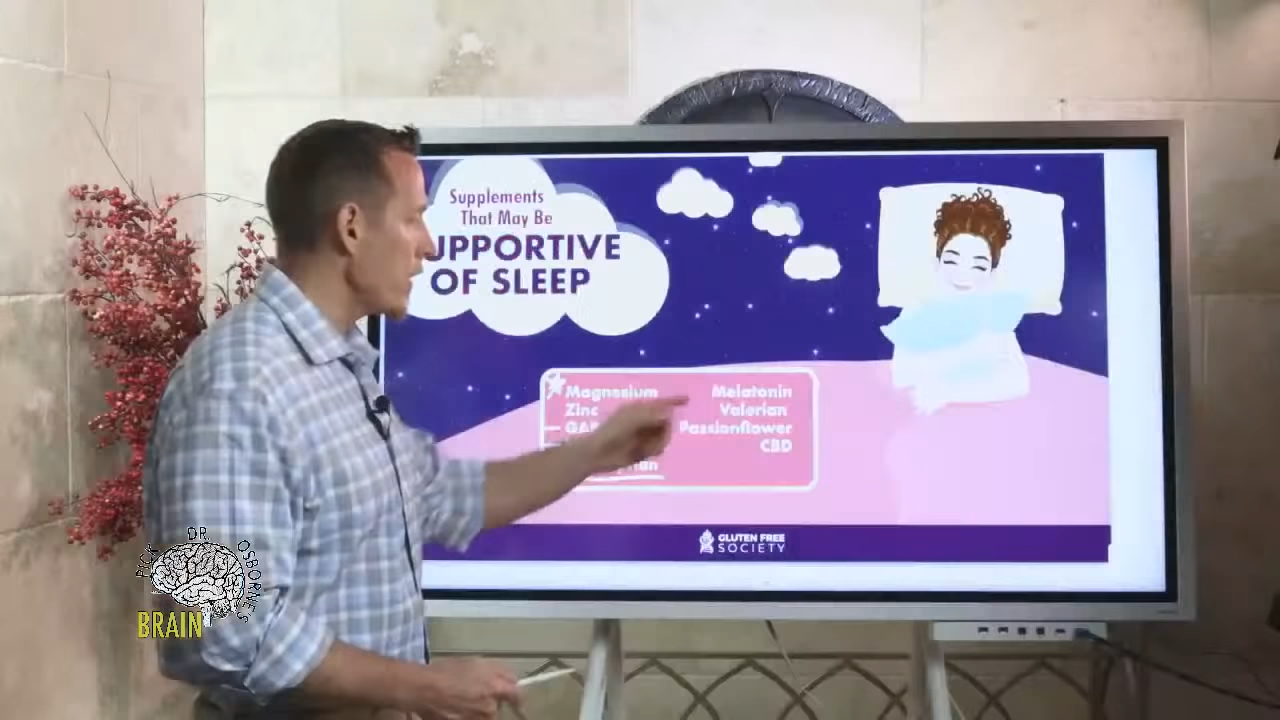 Supplements
That May Be
UPPORTIVE
OF SLEEP
Magnesium
Zinc
Melatonin
Valerian
Passionflower
CBD
GLUTEN FREE
SOCIETY
PICK DR OSBORNE'S
BRAIN